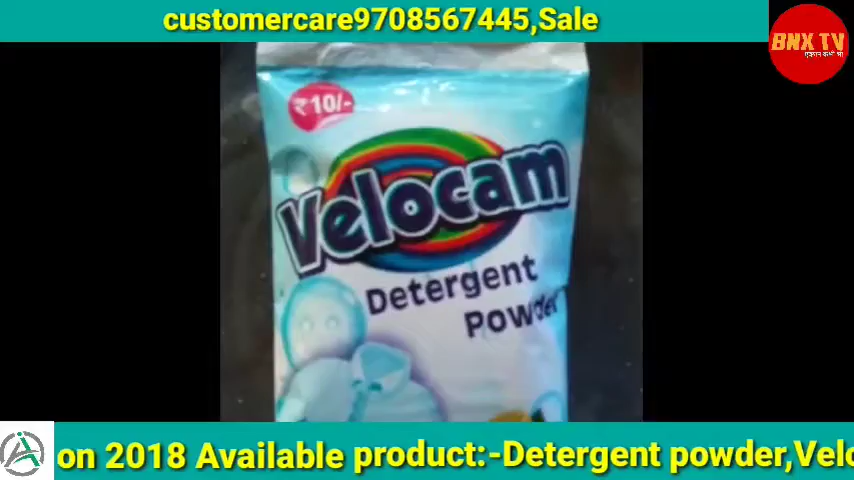 customercare9708567445,Sale
BNX TV
₹10/-
Velocam
Detergent
Powder
on 2018 Available product:-Detergent powder,Velo